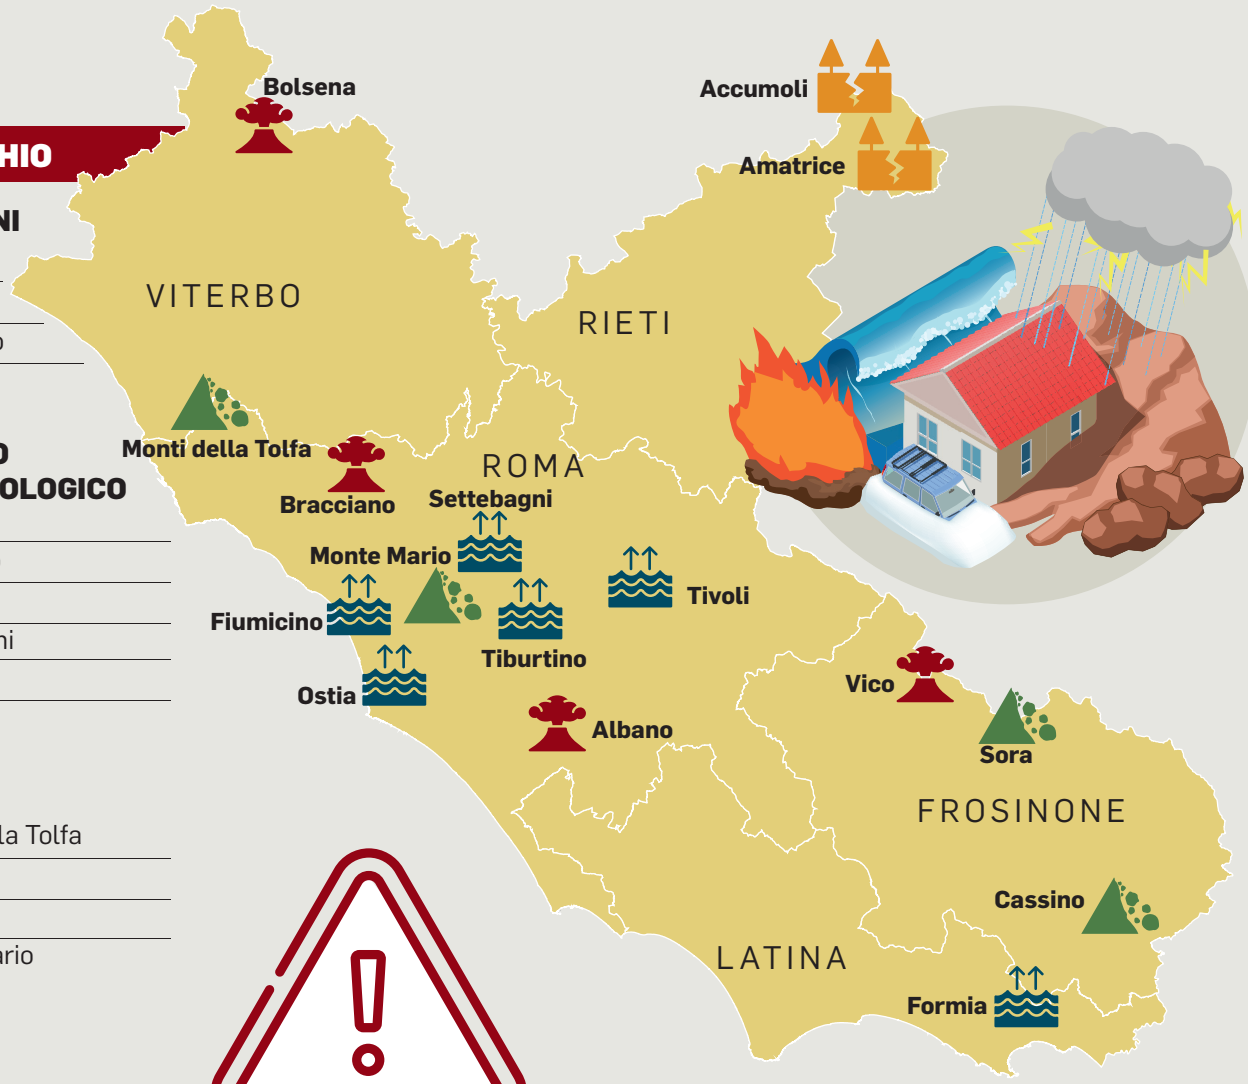 HIO
NI
OLOGICO
ni
la Tolfa
ario
Bolsena
Accumoli
Amatrice
VITERBO
RIETI
Monti della Tolfa
ROMA
Bracciano
Settebagni
Monte Mario
Tivoli
Fiumicino
Tiburtino
Ostia
Vico
Albano
Sora
FROSINONE
Cassino
LATINA
Formia
!